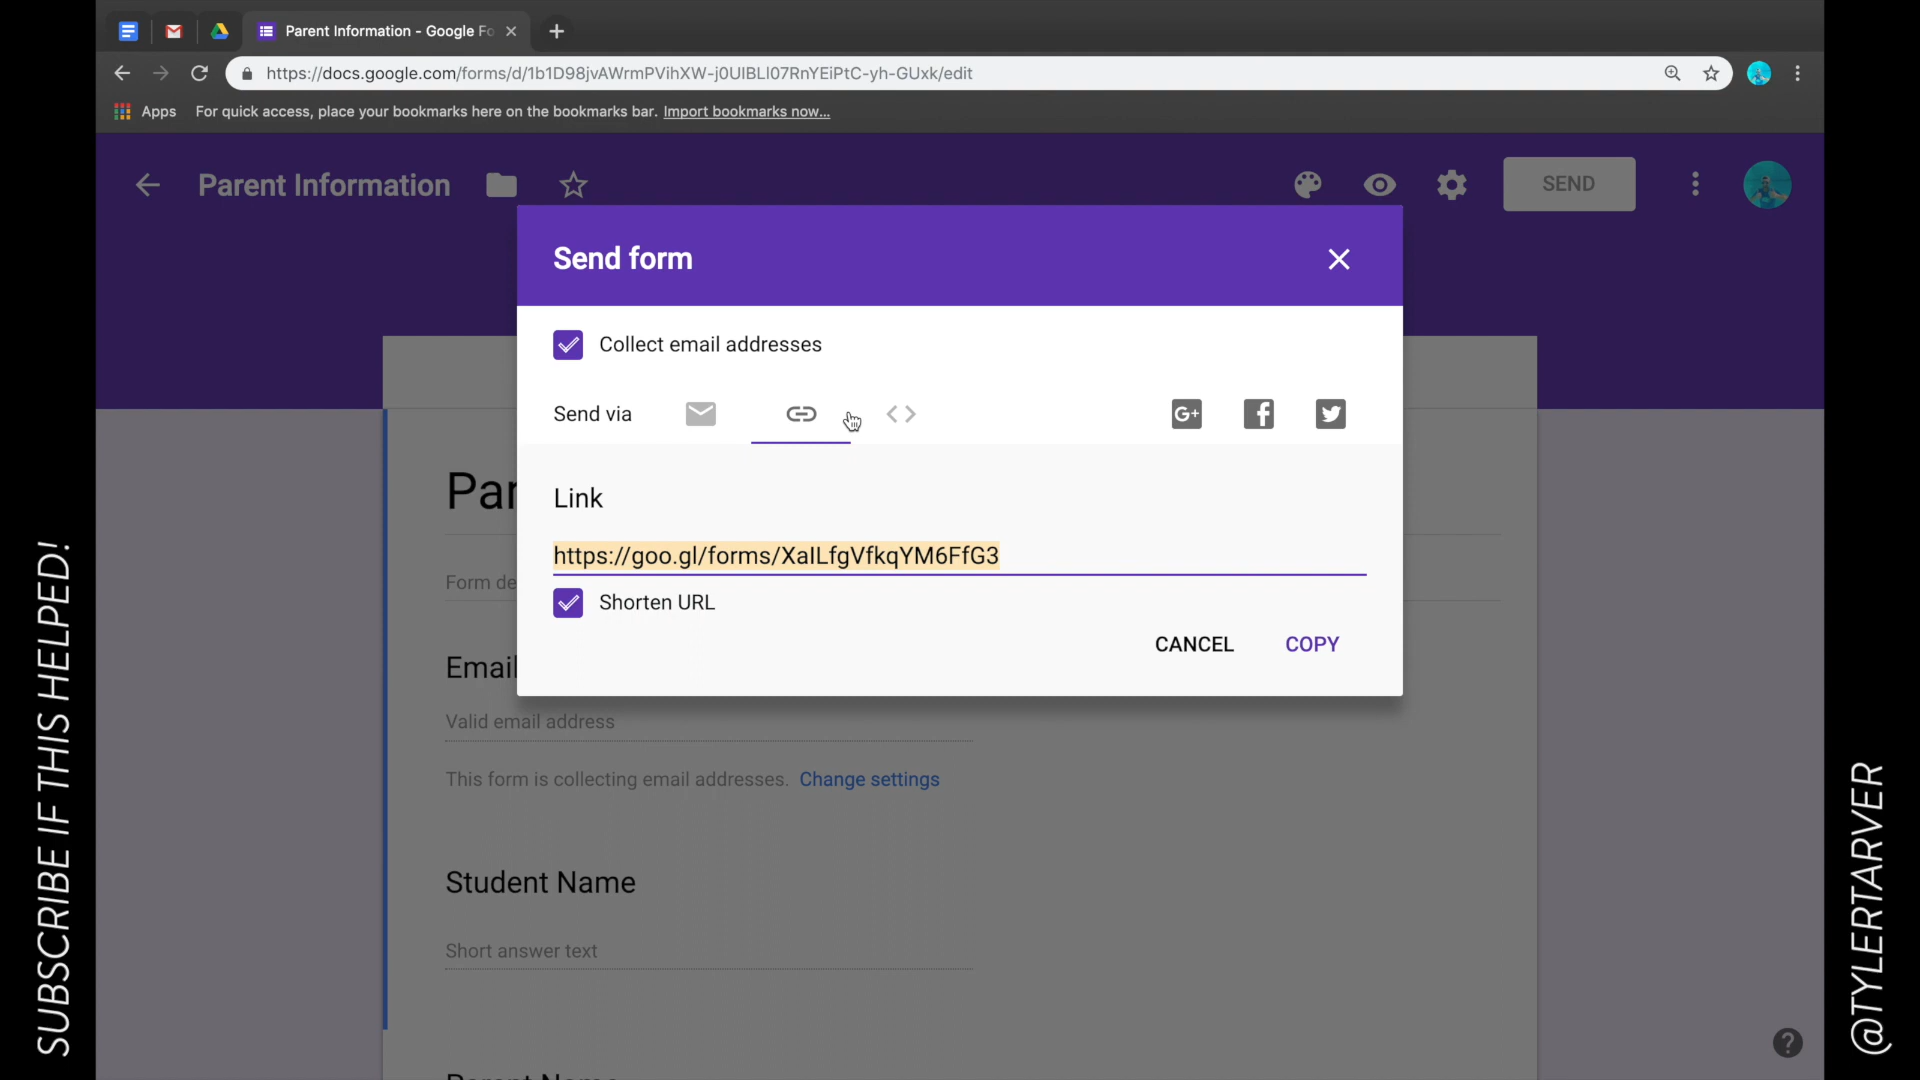 Parent Information - Google Fo
https://docs.google.com/forms/d/1b1D98jvAWrmPVihXW-j0UIBLI07RnYEiPtC-yh-GUxk/edit
Apps For quick access, place your bookmarks here on the bookmarks bar. Import bookmarks now...
Parent Information
SEND
Send form
Collect email addresses
Send via
G+
Link
https://goo.gl/forms/XaILfgVfkqYM6FfG3
Shorten URL
CANCEL COPY
Par
Form de
Email
Valid email address
This form is collecting email addresses. Change settings
Student Name
Short answer text
Parent Name
SUBSCRIBE IF THIS HELPED!
@TYLERTARVER